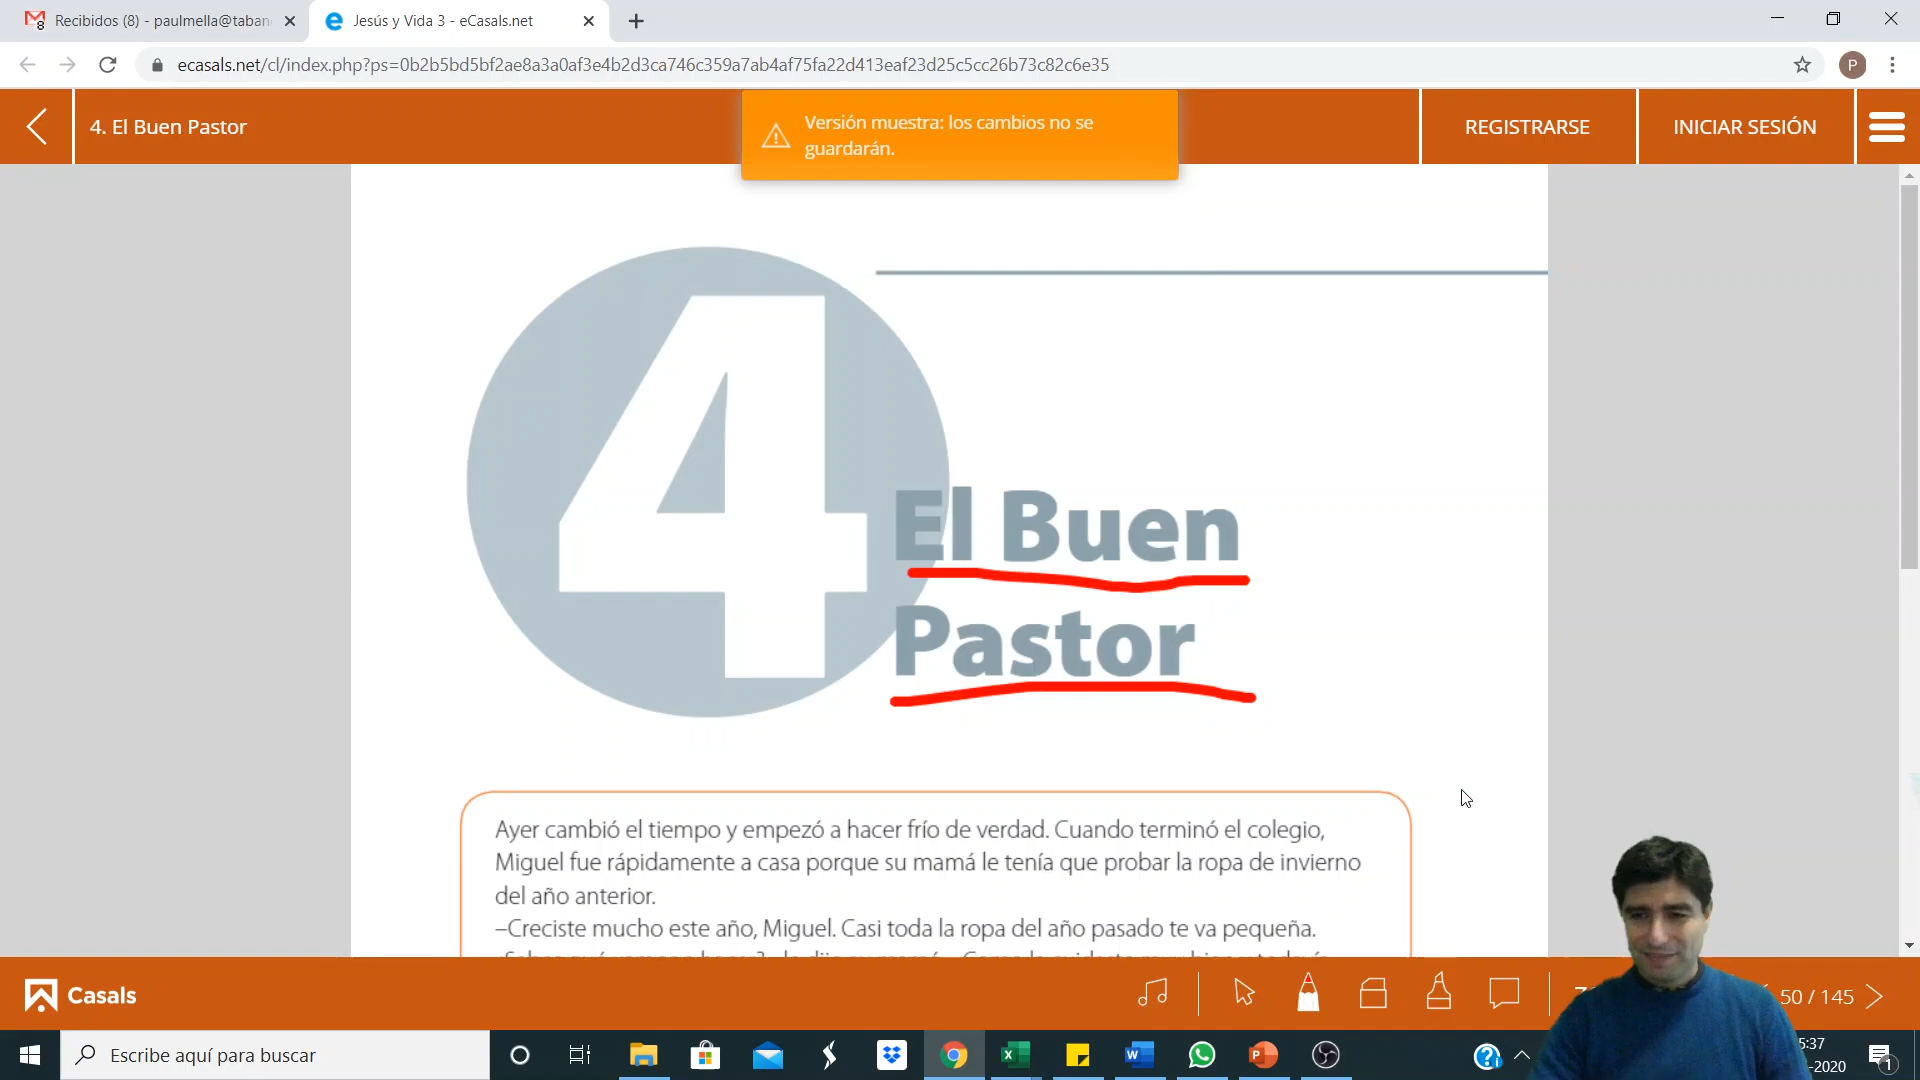 Recibidos (8) - paulmella@taban
Jesús y Vida 3 - eCasals.net
ecasals.net/cl/index.php?ps=0b2b5bd5bf2ae8a3a0af3e4b2d3ca746c359a7ab4af75fa22d413eaf23d25c5cc26b73c82c6e35
P
4. El Buen Pastor
Versión muestra: los cambios no se
guardarán.
REGISTRARSE
INICIAR SESIÓN
4
El Buen
Pastor
Ayer cambió el tiempo y empezó a hacer frío de verdad. Cuando terminó el colegio,
Miguel fue rápidamente a casa porque su mamá le tenía que probar la ropa de invierno
del año anterior.
–Creciste mucho este año, Miguel. Casi toda la ropa del año pasado te va pequeña.
Casals
50 / 145
Escribe aquí para buscar
5:37
-2020
1